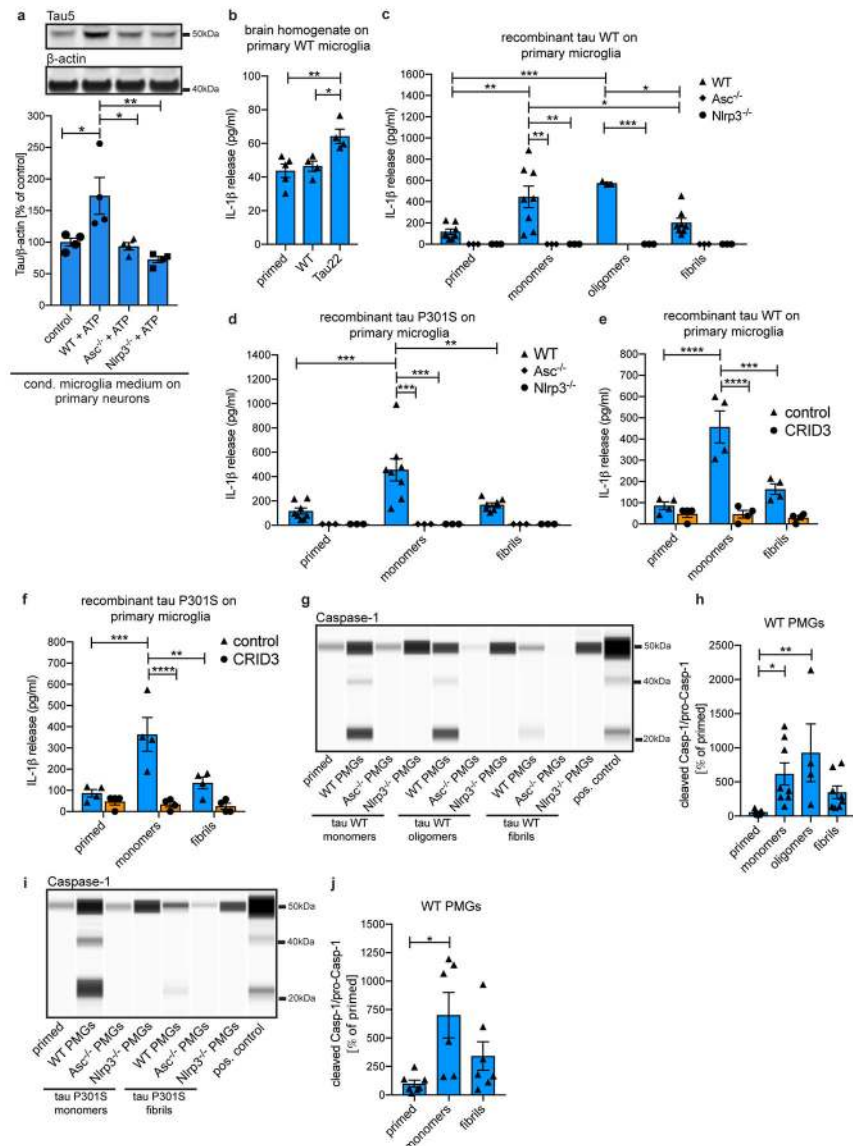 a
Tau5
50kDa
β-actin
40kDa
Tau/β-actin [% of control]
250
200
150
100
50
0
*
**
*
control
WT + ATP
Asc⁻/⁻ + ATP
Nlrp3⁻/⁻ + ATP
cond. microglia medium on
primary neurons
b
brain homogenate on
primary WT microglia
IL-1β release (pg/ml)
100
80
60
40
20
0
**
*
primed
WT
Tau22
c
recombinant tau WT on
primary microglia
IL-1β release (pg/ml)
1600
1400
1200
1000
800
600
400
200
0
***
**
*
*
**
**
***
WT
Asc⁻/⁻
Nlrp3⁻/⁻
primed
monomers
oligomers
fibrils
d
recombinant tau P301S on
primary microglia
IL-1β release (pg/ml)
1400
1200
1000
800
600
400
200
0
***
**
***
***
WT
Asc⁻/⁻
Nlrp3⁻/⁻
primed
monomers
fibrils
e
recombinant tau WT on
primary microglia
IL-1β release (pg/ml)
800
700
600
500
400
300
200
100
0
****
***
****
control
CRID3
primed
monomers
fibrils
f
recombinant tau P301S on
primary microglia
IL-1β release (pg/ml)
800
700
600
500
400
300
200
100
0
***
**
****
control
CRID3
primed
monomers
fibrils
g
Caspase-1
50kDa
40kDa
20kDa
primed
WT PMGs
Asc⁻/⁻ PMGs
Nlrp3⁻/⁻ PMGs
WT PMGs
Asc⁻/⁻ PMGs
Nlrp3⁻/⁻ PMGs
WT PMGs
Asc⁻/⁻ PMGs
Nlrp3⁻/⁻ PMGs
pos. control
tau WT
monomers
tau WT
oligomers
tau WT
fibrils
h
WT PMGs
cleaved Casp-1/pro-Casp-1
[% of primed]
2500
2000
1500
1000
500
0
**
*
primed
monomers
oligomers
fibrils
i
Caspase-1
50kDa
40kDa
20kDa
primed
WT PMGs
Asc⁻/⁻ PMGs
Nlrp3⁻/⁻ PMGs
WT PMGs
Asc⁻/⁻ PMGs
Nlrp3⁻/⁻ PMGs
pos. control
tau P301S
monomers
tau P301S
fibrils
j
WT PMGs
cleaved Casp-1/pro-Casp-1
[% of primed]
1500
1250
1000
750
500
250
0
*
primed
monomers
fibrils